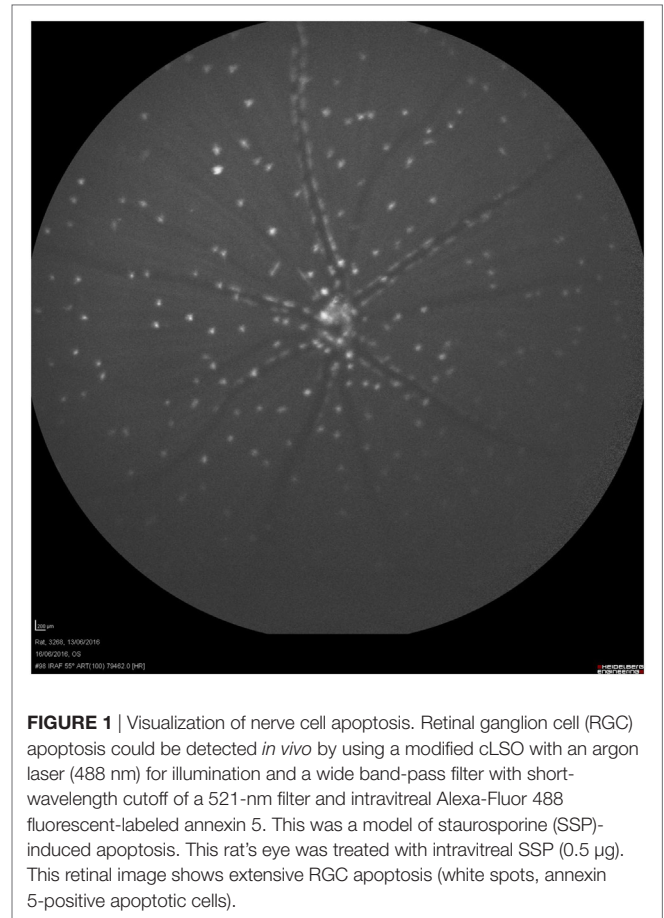 200 µm
Rat, 3268, 13/06/2016
16/06/2016, OS
#98 IRAF 55° ART(100) 79462.0 [HR]
HEIDELBERG
ENGINEERING
FIGURE 1 | Visualization of nerve cell apoptosis. Retinal ganglion cell (RGC)
apoptosis could be detected in vivo by using a modified cLSO with an argon
laser (488 nm) for illumination and a wide band-pass filter with short-
wavelength cutoff of a 521-nm filter and intravitreal Alexa-Fluor 488
fluorescent-labeled annexin 5. This was a model of staurosporine (SSP)-
induced apoptosis. This rat’s eye was treated with intravitreal SSP (0.5 µg).
This retinal image shows extensive RGC apoptosis (white spots, annexin
5-positive apoptotic cells).